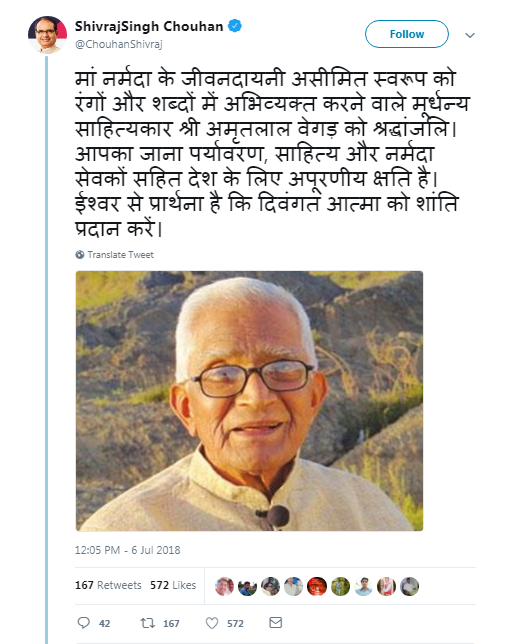 ShivrajSingh Chouhan
@ChouhanShivraj
Follow
मां नर्मदा के जीवनदायनी असीमित स्वरूप को
रंगों और शब्दों में अभिव्यक्त करने वाले मूर्धन्य
साहित्यकार श्री अमृतलाल वेगड़ को श्रद्धांजलि।
आपका जाना पर्यावरण, साहित्य और नर्मदा
सेवकों सहित देश के लिए अपूरणीय क्षति है।
ईश्वर से प्रार्थना है कि दिवंगत आत्मा को शांति
प्रदान करें।
Translate Tweet
12:05 PM - 6 Jul 2018
167 Retweets 572 Likes
42 167 572